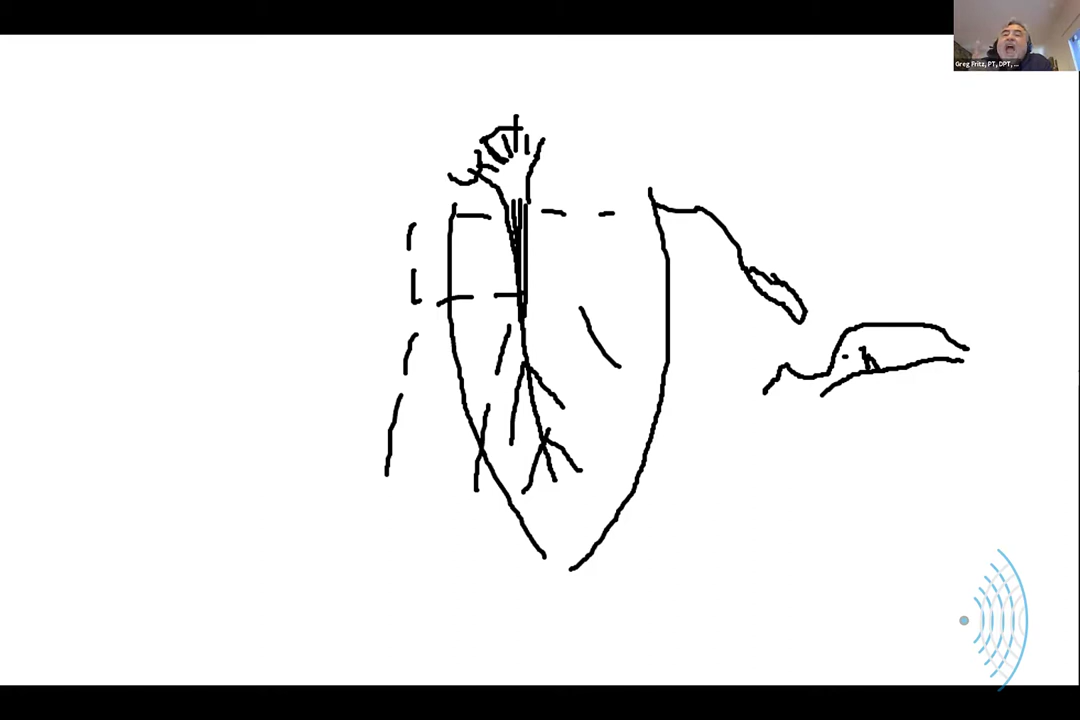 Greg Fritz, PT, DPT, ...